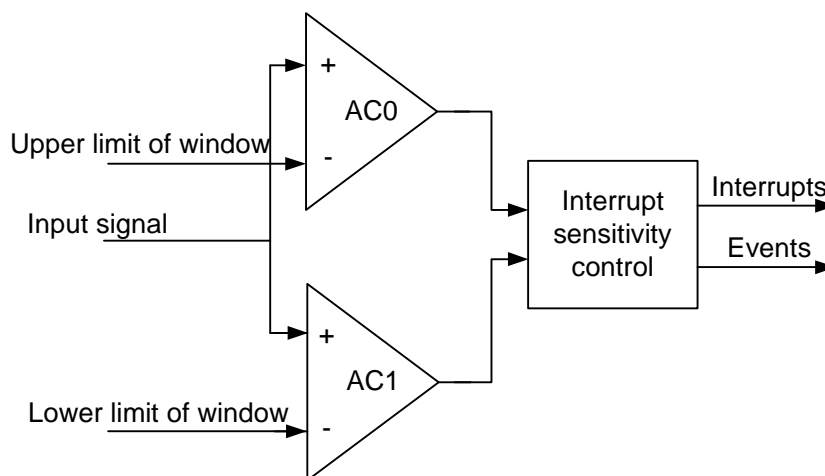 +
AC0
Upper limit of window
-
Input signal
Interrupt
sensitivity
control
Interrupts
Events
+
AC1
Lower limit of window
-